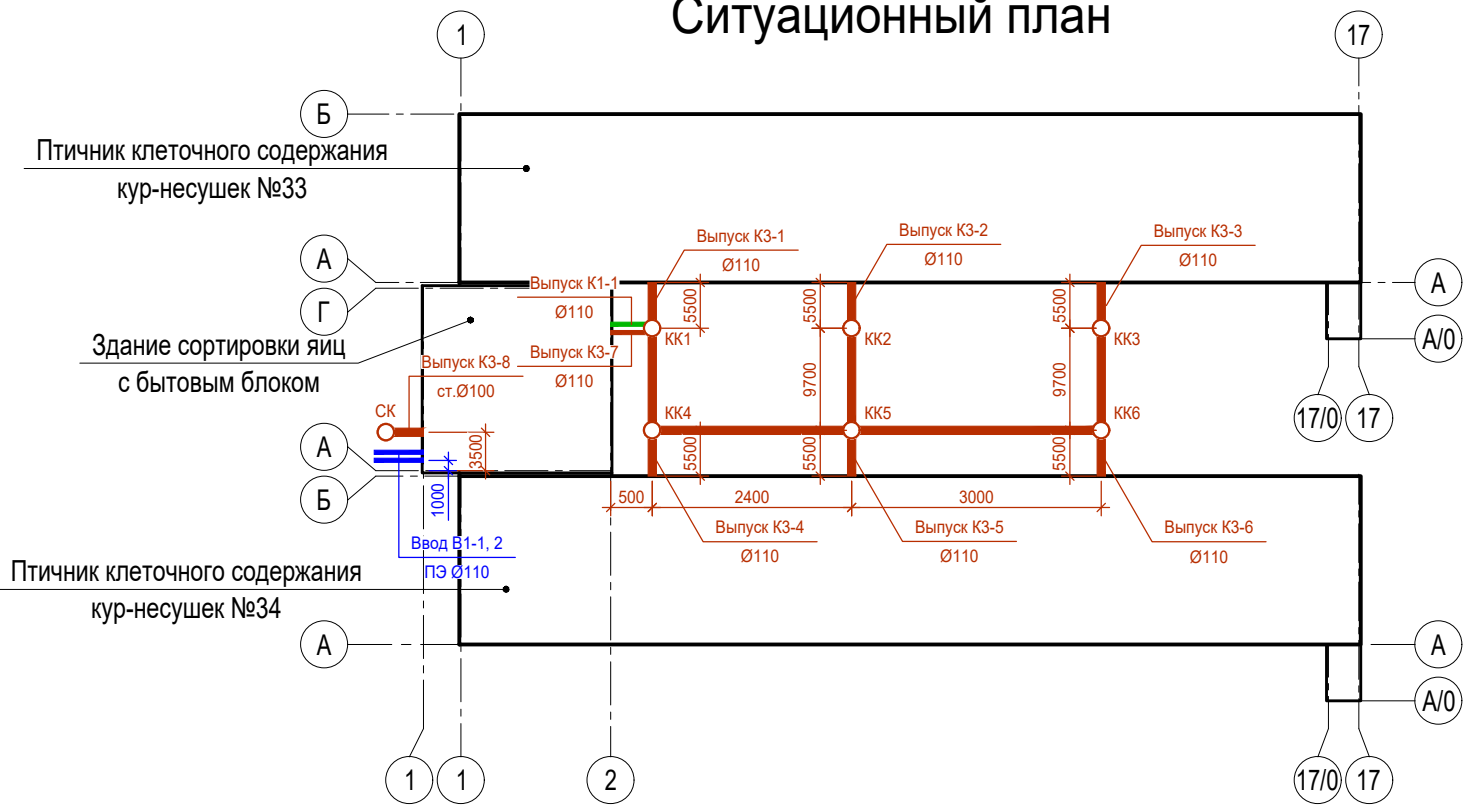 Ситуационный план
1
17
Б
Птичник клеточного содержания
кур-несушек №33
Выпуск К3-1
Ø110
Выпуск К3-2
Ø110
Выпуск К3-3
Ø110
А
Г
А
А/0
Выпуск К1-1
Ø110
5500
5500
5500
КК1
КК2
КК3
Здание сортировки яиц
с бытовым блоком
Выпуск К3-7
Ø110
Выпуск К3-8
ст.Ø100
9700
9700
17/0
17
СК
КК4
КК5
КК6
3500
5500
5500
5500
А
Б
1000
500
2400
3000
Ввод В1-1, 2
ПЭ Ø110
Выпуск К3-4
Ø110
Выпуск К3-5
Ø110
Выпуск К3-6
Ø110
Птичник клеточного содержания
кур-несушек №34
А
А
А/0
1
1
2
17/0
17